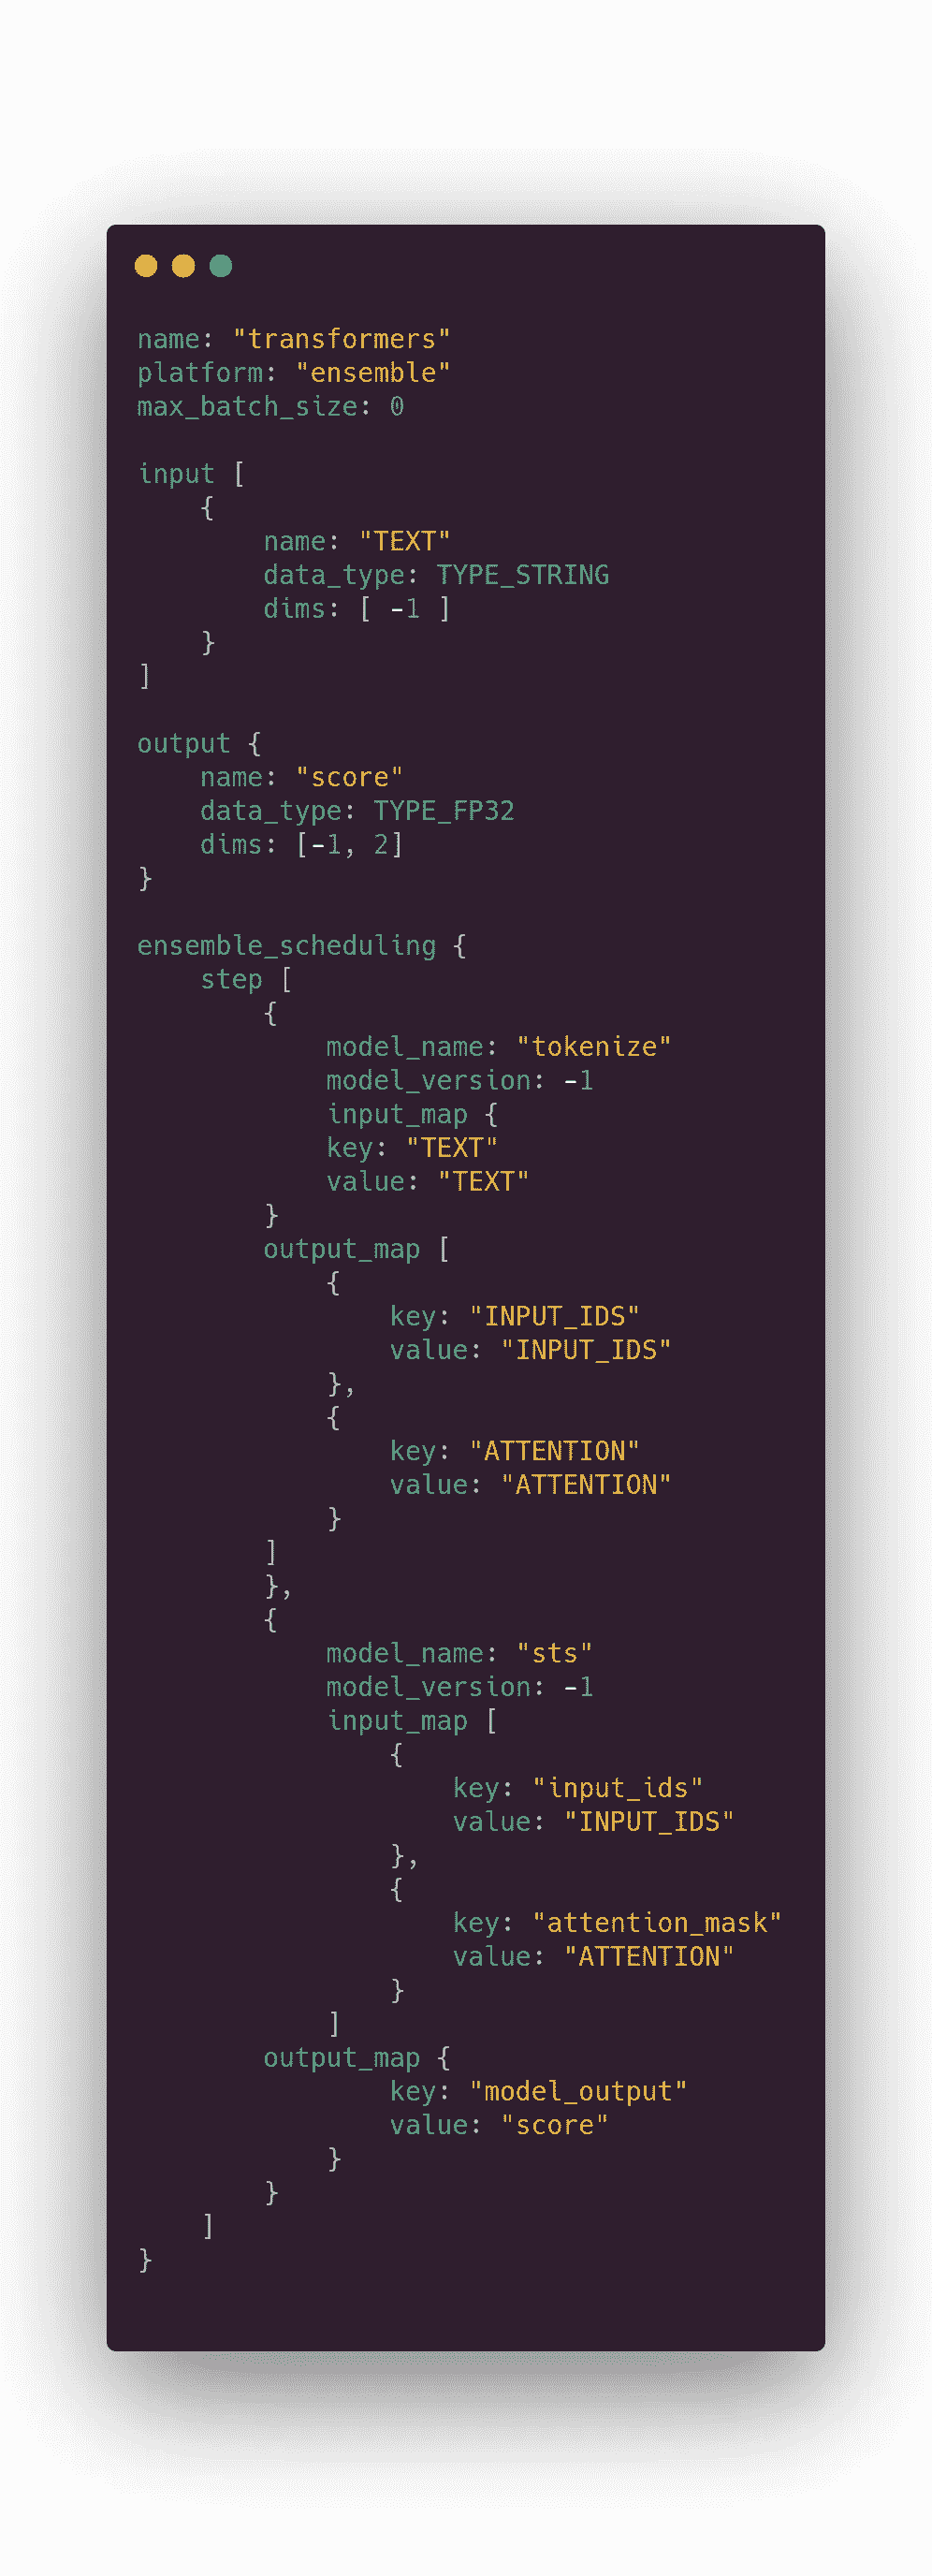 name: "transformers"
platform: "ensemble"
max_batch_size: 0

input [
    {
        name: "TEXT"
        data_type: TYPE_STRING
        dims: [ -1 ]
    }
]

output {
    name: "score"
    data_type: TYPE_FP32
    dims: [-1, 2]
}

ensemble_scheduling {
    step [
        {
            model_name: "tokenize"
            model_version: -1
            input_map {
            key: "TEXT"
            value: "TEXT"
        }
        output_map [
            {
                key: "INPUT_IDS"
                value: "INPUT_IDS"
            },
            {
                key: "ATTENTION"
                value: "ATTENTION"
            }
        ]
        },
        {
            model_name: "sts"
            model_version: -1
            input_map [
                {
                    key: "input_ids"
                    value: "INPUT_IDS"
                },
                {
                    key: "attention_mask"
                    value: "ATTENTION"
                }
            ]
        output_map {
                key: "model_output"
                value: "score"
            }
        }
    ]
}